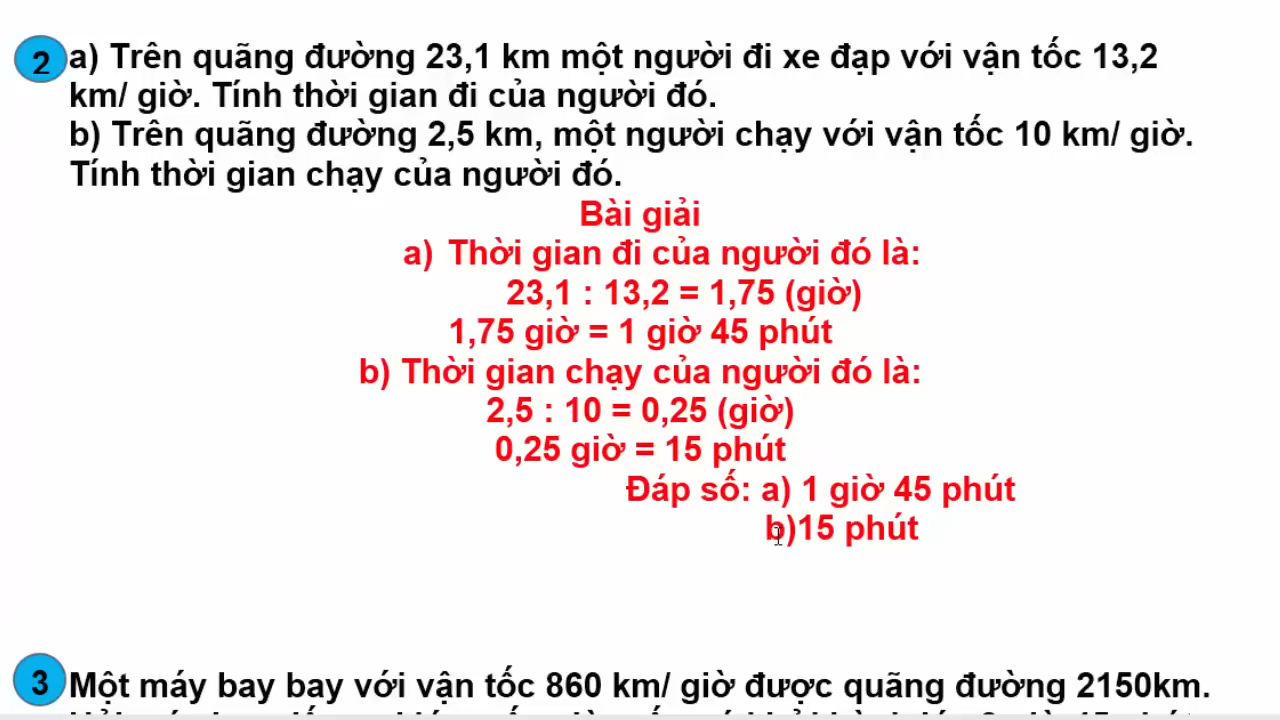 2 a) Trên quãng đường 23,1 km một người đi xe đạp với vận tốc 13,2
km/ giờ. Tính thời gian đi của người đó.
b) Trên quãng đường 2,5 km, một người chạy với vận tốc 10 km/ giờ.
Tính thời gian chạy của người đó.
Bài giải
a) Thời gian đi của người đó là:
23,1 : 13,2 = 1,75 (giờ)
1,75 giờ = 1 giờ 45 phút
b) Thời gian chạy của người đó là:
2,5 : 10 = 0,25 (giờ)
0,25 giờ = 15 phút
Đáp số: a) 1 giờ 45 phút
b)15 phút
3 Một máy bay bay với vận tốc 860 km/ giờ được quãng đường 2150km.